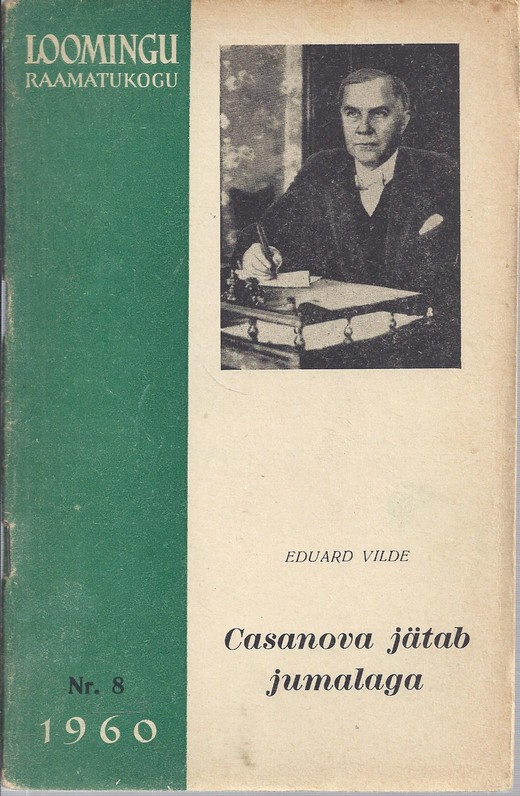 LOOMINGU
RAAMATUKOGU
EDUARD VILDE
Casanova jätab
jumalaga
Nr. 8
1960